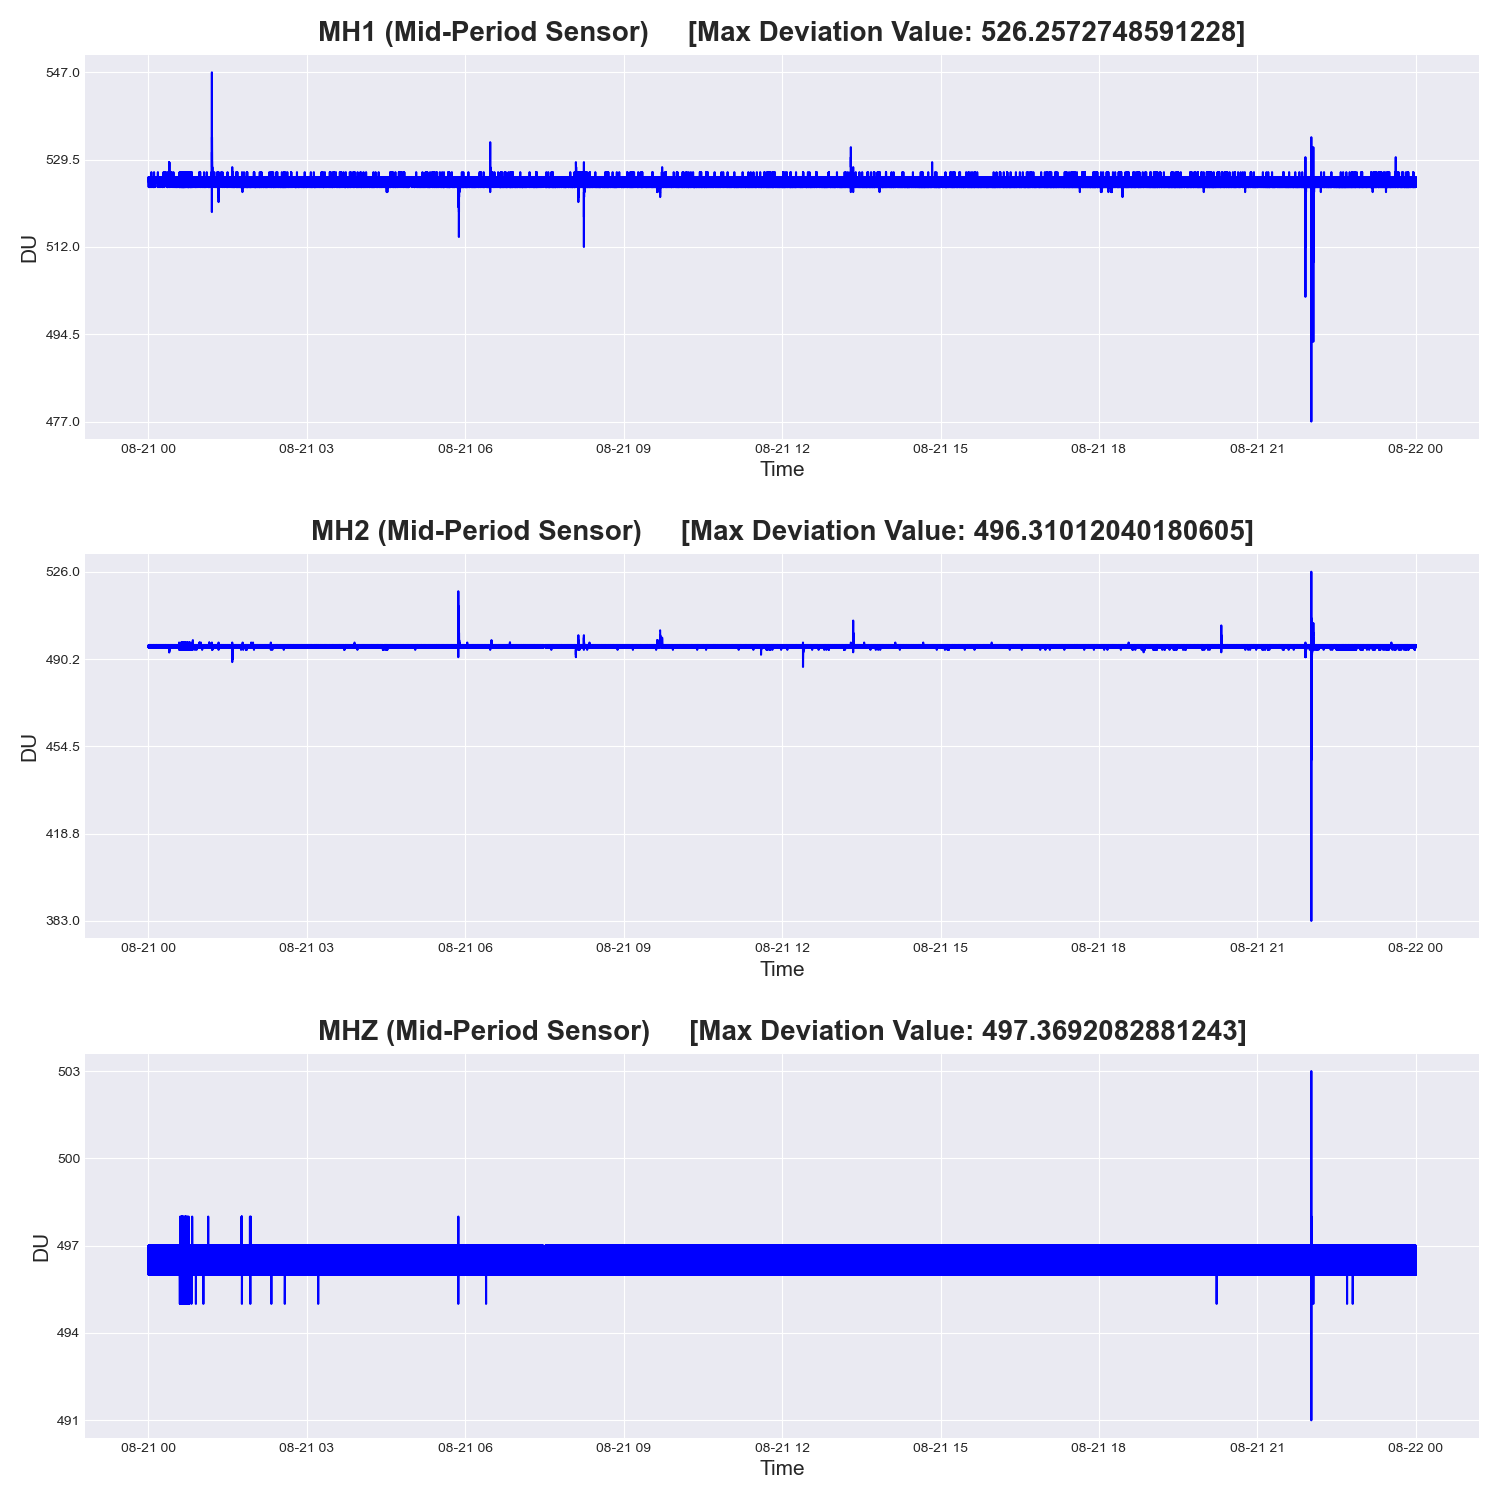 MH1 (Mid-Period Sensor) [Max Deviation Value: 526.2572748591228]
547.0
529.5
512.0
494.5
477.0
DU
08-21 00 08-21 03 08-21 06 08-21 09 08-21 12 08-21 15 08-21 18 08-21 21 08-22 00
Time
MH2 (Mid-Period Sensor) [Max Deviation Value: 496.31012040180605]
526.0
490.2
454.5
418.8
383.0
DU
08-21 00 08-21 03 08-21 06 08-21 09 08-21 12 08-21 15 08-21 18 08-21 21 08-22 00
Time
MHZ (Mid-Period Sensor) [Max Deviation Value: 497.3692082881243]
503
500
497
494
491
DU
08-21 00 08-21 03 08-21 06 08-21 09 08-21 12 08-21 15 08-21 18 08-21 21 08-22 00
Time